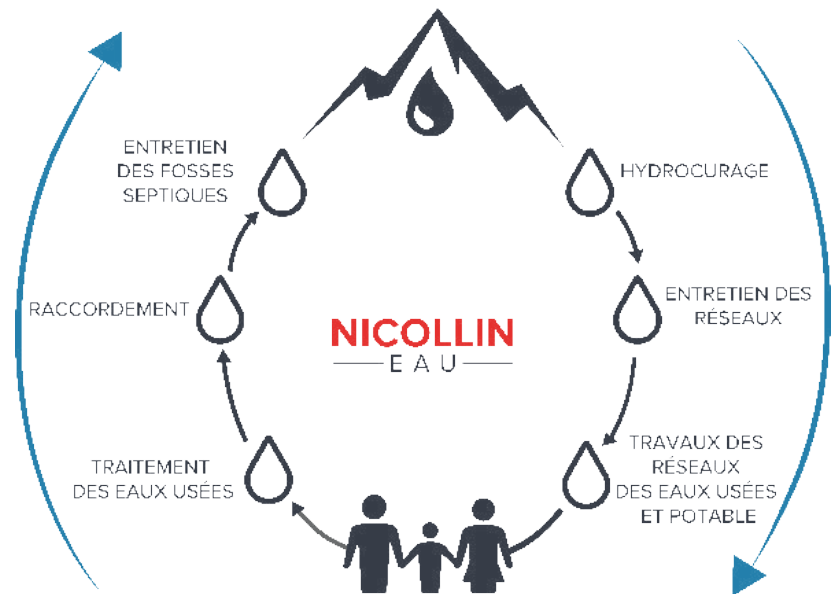 ENTRETIEN
DES FOSSES
SEPTIQUES
HYDROCURAGE
RACCORDEMENT
ENTRETIEN DES
RÉSEAUX
NICOLLIN
EAU
TRAITEMENT
DES EAUX USÉES
TRAVAUX DES
RÉSEAUX
DES EAUX USÉES
ET POTABLE